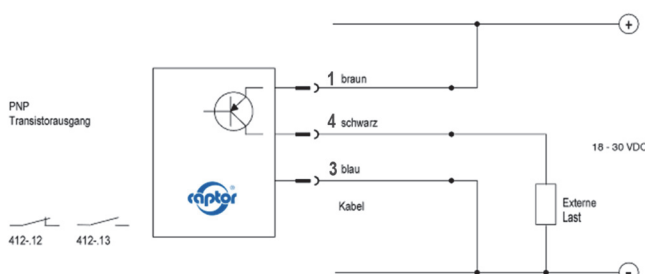 +
1 braun
PNP
Transistorausgang
4 schwarz
18 - 30 VDC
3 blau
captor®
Kabel
Externe
Last
412-.12 412-.13
-